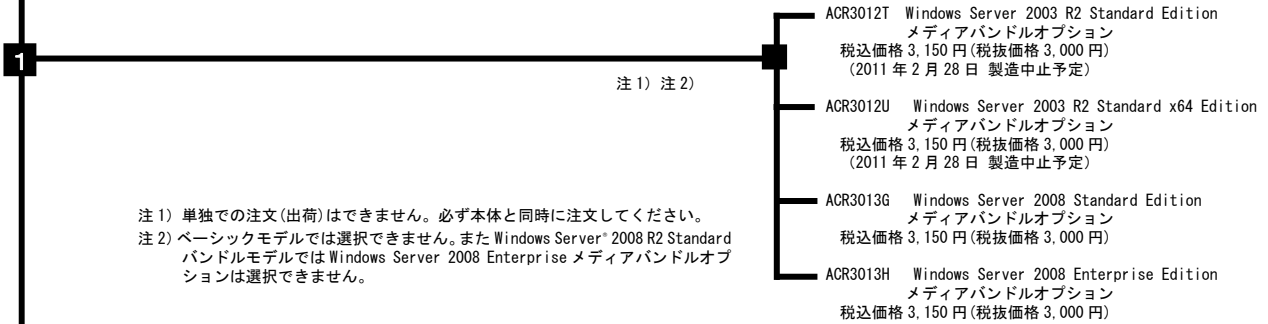 1
注 1) 注 2)
ACR3012T Windows Server 2003 R2 Standard Edition
メディアバンドルオプション
税込価格 3,150 円(税抜価格 3,000 円)
(2011 年 2 月 28 日 製造中止予定)
ACR3012U Windows Server 2003 R2 Standard x64 Edition
メディアバンドルオプション
税込価格 3,150 円(税抜価格 3,000 円)
(2011 年 2 月 28 日 製造中止予定)
ACR3013G Windows Server 2008 Standard Edition
メディアバンドルオプション
税込価格 3,150 円(税抜価格 3,000 円)
ACR3013H Windows Server 2008 Enterprise Edition
メディアバンドルオプション
税込価格 3,150 円(税抜価格 3,000 円)
注 1) 単独での注文(出荷)はできません。必ず本体と同時に注文してください。
注 2) ベーシックモデルでは選択できません。また Windows Server® 2008 R2 Standard
バンドルモデルでは Windows Server 2008 Enterprise メディアバンドルオプ
ションは選択できません。